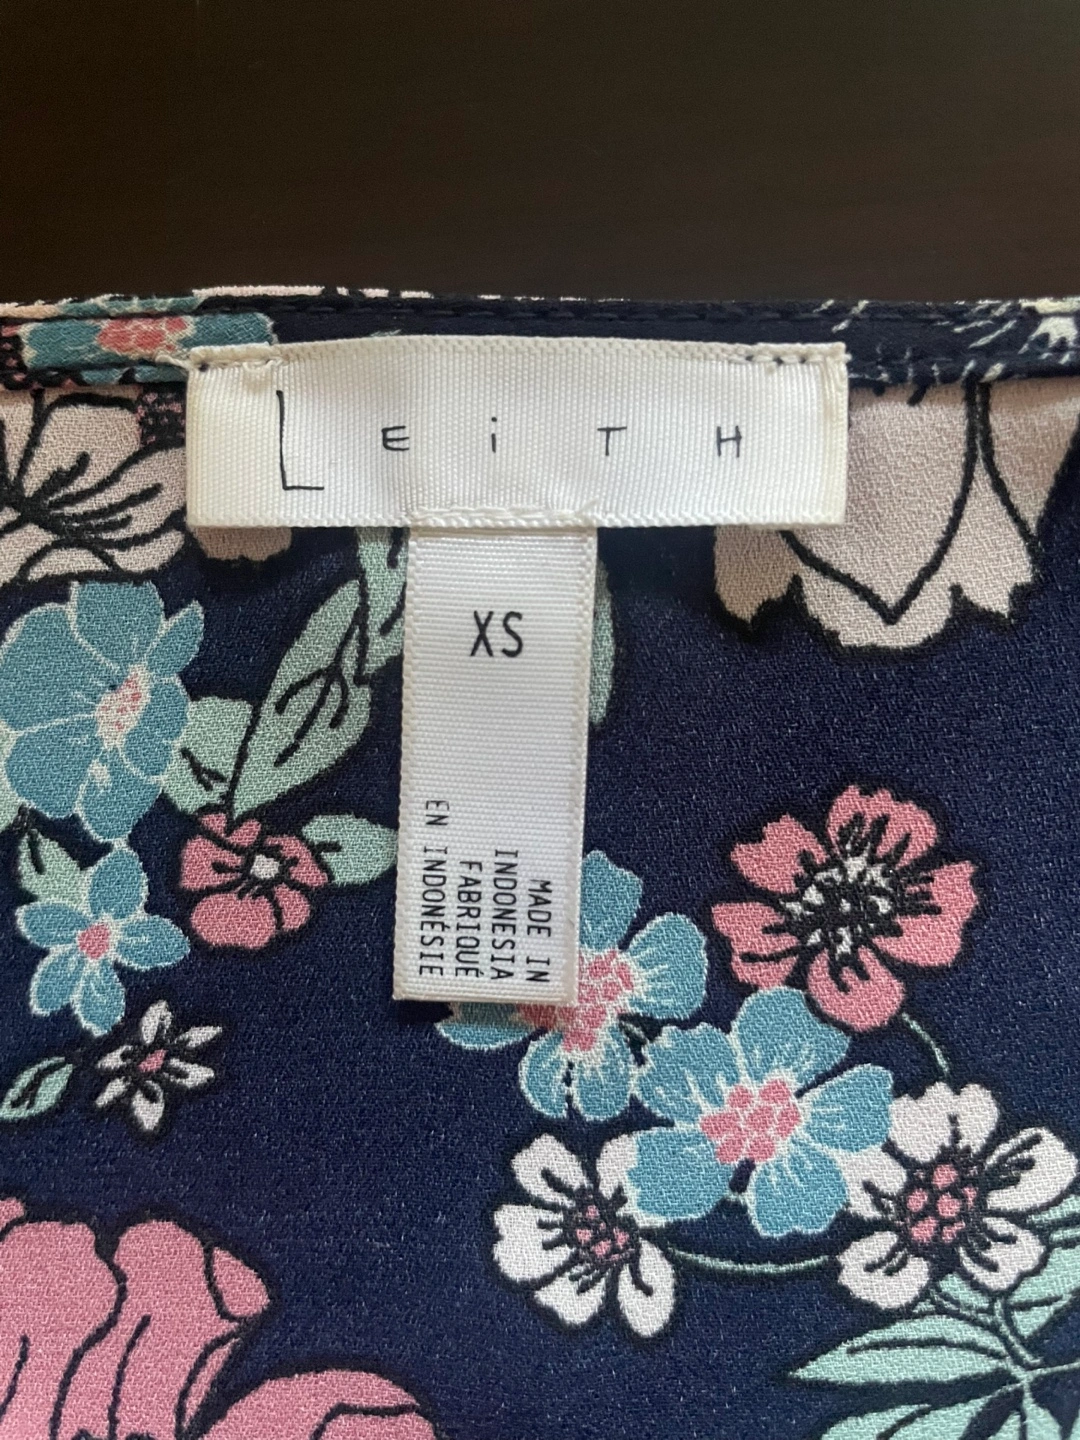 LEiTH
XS
MADE IN
INDONESIA
FABRIQUÉ
EN INDONÉSIE